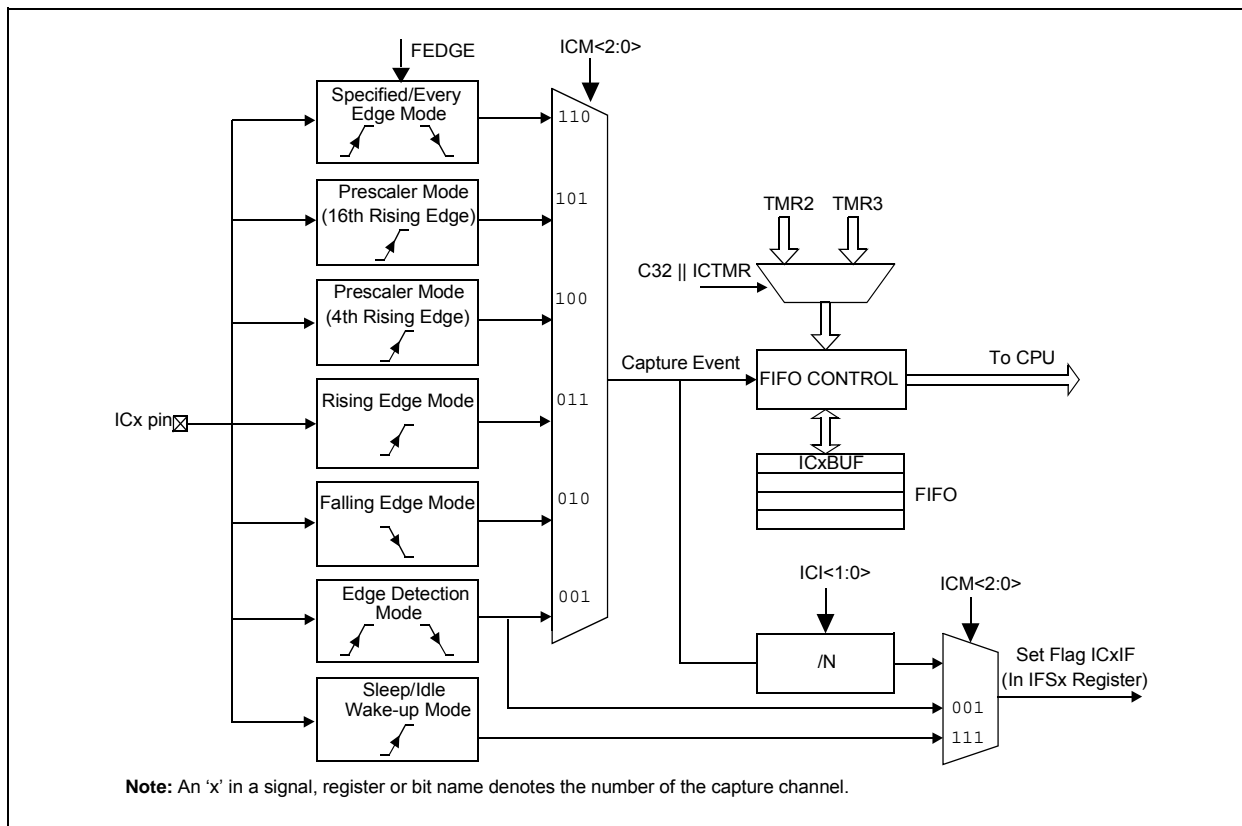 FEDGE
ICM<2:0>
Specified/Every
Edge Mode
110
Prescaler Mode
(16th Rising Edge)
101
TMR2
TMR3
C32 || ICTMR
Prescaler Mode
(4th Rising Edge)
100
Capture Event
FIFO CONTROL
To CPU
ICx pin
Rising Edge Mode
011
ICxBUF
FIFO
Falling Edge Mode
010
ICI<1:0>
ICM<2:0>
Edge Detection
Mode
001
/N
Set Flag ICxIF
(In IFSx Register)
Sleep/Idle
Wake-up Mode
001
111
Note: An ‘x’ in a signal, register or bit name denotes the number of the capture channel.